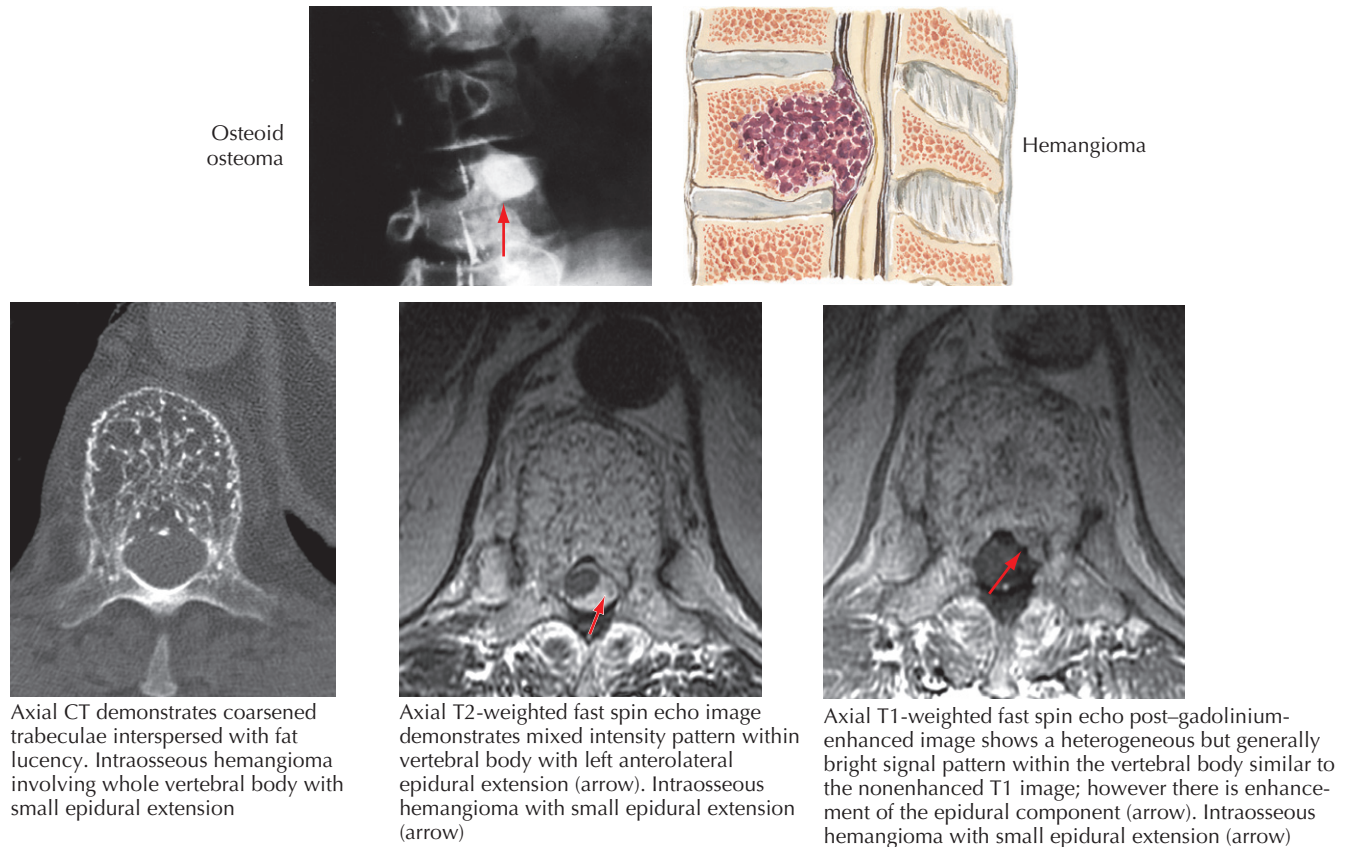 Osteoid
osteoma
Hemangioma
Axial CT demonstrates coarsened
trabeculae interspersed with fat
lucency. Intraosseous hemangioma
involving whole vertebral body with
small epidural extension
Axial T2-weighted fast spin echo image
demonstrates mixed intensity pattern within
vertebral body with left anterolateral
epidural extension (arrow). Intraosseous
hemangioma with small epidural extension
(arrow)
Axial T1-weighted fast spin echo post–gadolinium-
enhanced image shows a heterogeneous but generally
bright signal pattern within the vertebral body similar to
the nonenhanced T1 image; however there is enhance-
ment of the epidural component (arrow). Intraosseous
hemangioma with small epidural extension (arrow)